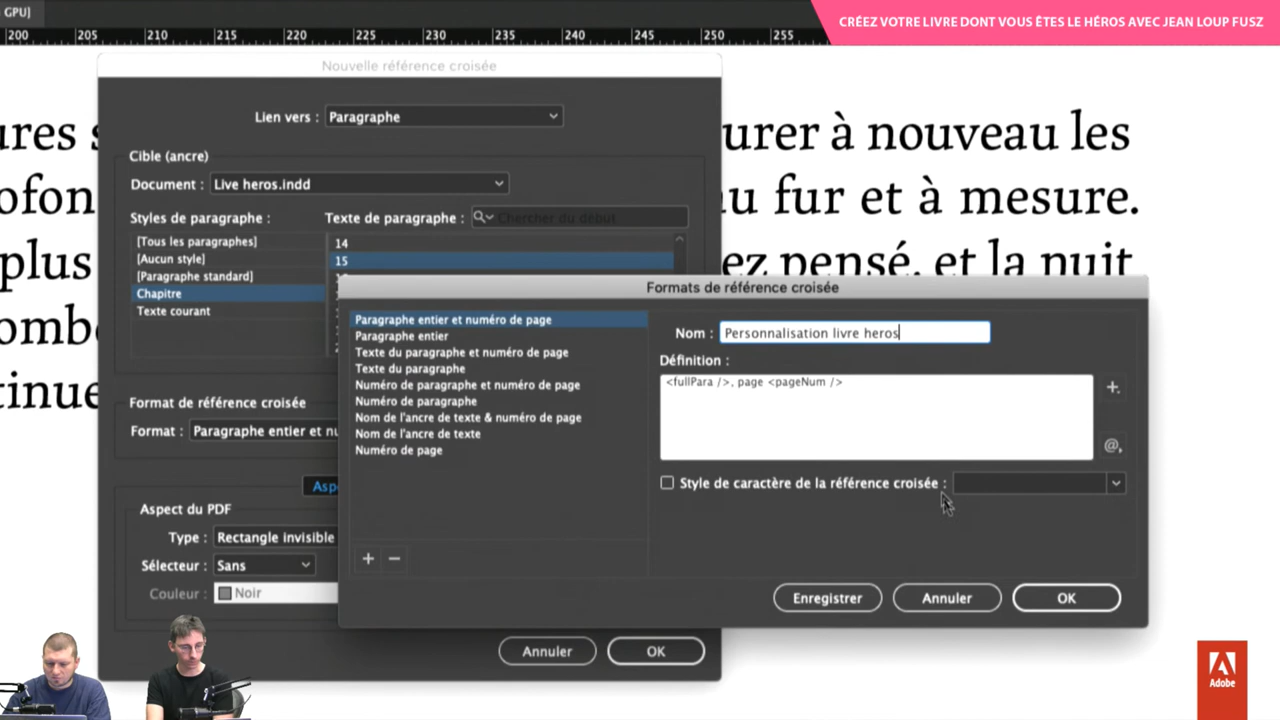 GPU]
200 205 210 215 220 225 230 235 240 245 250 255
CRÉEZ VOTRE LIVRE DONT VOUS ÊTES LE HÉROS AVEC JEAN LOUP FUSZ
Nouvelle référence croisée
Lien vers : Paragraphe
Cible (ancre)
Document : Live heros.indd
Styles de paragraphe :
[Tous les paragraphes]
[Aucun style]
[Paragraphe standard]
Chapitre
Texte courant
Texte de paragraphe : Chercher du début
14
15
Format de référence croisée
Format : Paragraphe entier et nu
Asp
Aspect du PDF
Type : Rectangle invisible
Sélecteur : Sans
Couleur : Noir
Annuler OK
Formats de référence croisée
Paragraphe entier et numéro de page
Paragraphe entier
Texte du paragraphe et numéro de page
Texte du paragraphe
Numéro de paragraphe et numéro de page
Numéro de paragraphe
Nom de l'ancre de texte & numéro de page
Nom de l'ancre de texte
Numéro de page
Nom : Personnalisation livre heros
Définition :
<fullPara />, page <pageNum />
Style de caractère de la référence croisée :
Enregistrer Annuler OK
ures s
ofon
plus
ombe
tinue
urer à nouveau les
au fur et à mesure.
ez pensé, et la nuit
Adobe